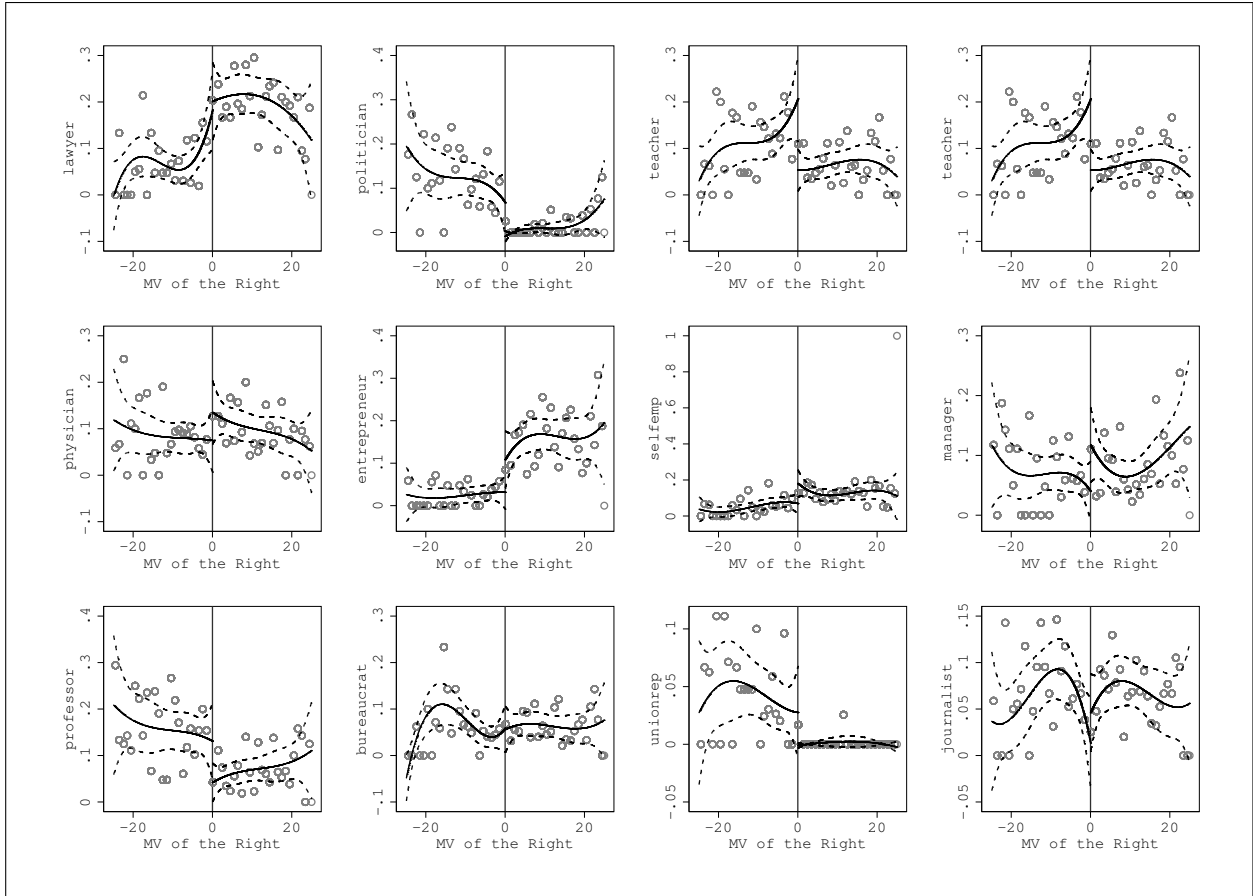 lawyer
-.1 0 .1 .2 .3
-20 0 20
MV of the Right
politician
0 .1 .2 .3 .4
-20 0 20
MV of the Right
teacher
-.1 0 .1 .2 .3
-20 0 20
MV of the Right
teacher
-.1 0 .1 .2 .3
-20 0 20
MV of the Right
physician
-.1 0 .1 .2 .3
-20 0 20
MV of the Right
entrepreneur
0 .1 .2 .3 .4
-20 0 20
MV of the Right
selfemp
0 .2 .4 .6 .8 1
-20 0 20
MV of the Right
manager
0 .1 .2 .3
-20 0 20
MV of the Right
professor
0 .1 .2 .3 .4
-20 0 20
MV of the Right
bureaucrat
-.1 0 .1 .2 .3
-20 0 20
MV of the Right
unionrep
-.05 0 .05 .1
-20 0 20
MV of the Right
journalist
-.05 0 .05 .1 .15
-20 0 20
MV of the Right